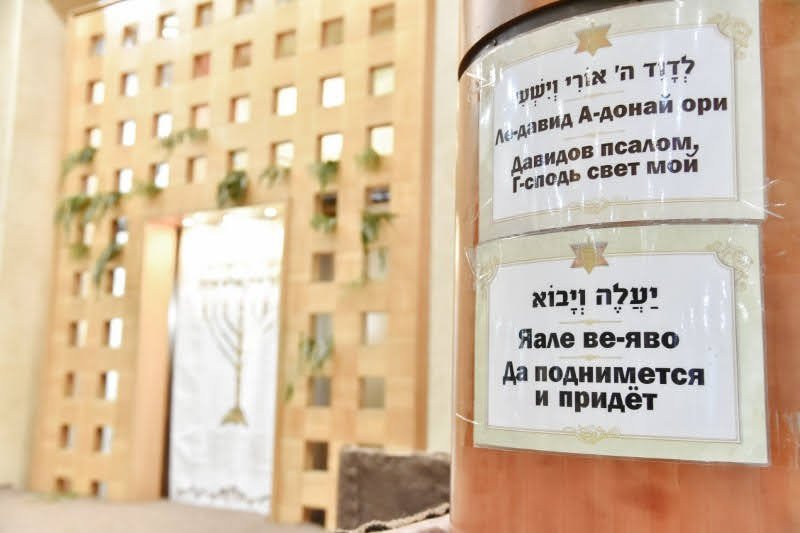 לְדָוִד ה' אוֹרִי וְיִשְׁעִי
Ле-давид А-донай ори
Давидов псалом,
Г-сподь свет мой
יַעֲלֶה וְיָבוֹא
Яале ве-яво
Да поднимется
и придёт